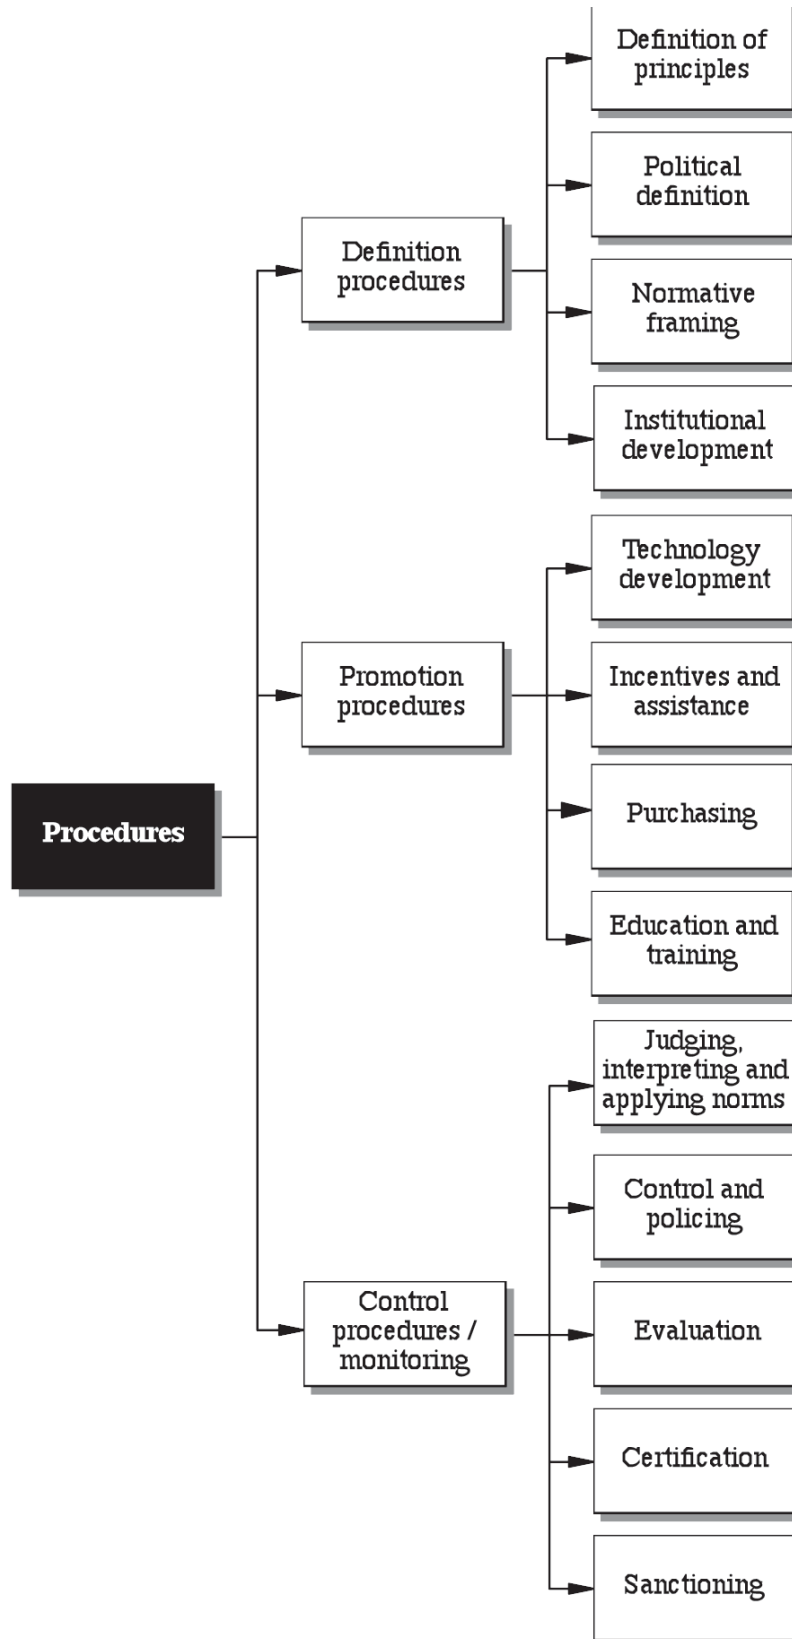 Definition of
principles
Political
definition
Definition
procedures
Normative
framing
Institutional
development
Technology
development
Promotion
procedures
Incentives and
assistance
Purchasing
Procedures
Education and
training
Judging,
interpreting and
applying norms
Control and
policing
Control
procedures /
monitoring
Evaluation
Certification
Sanctioning